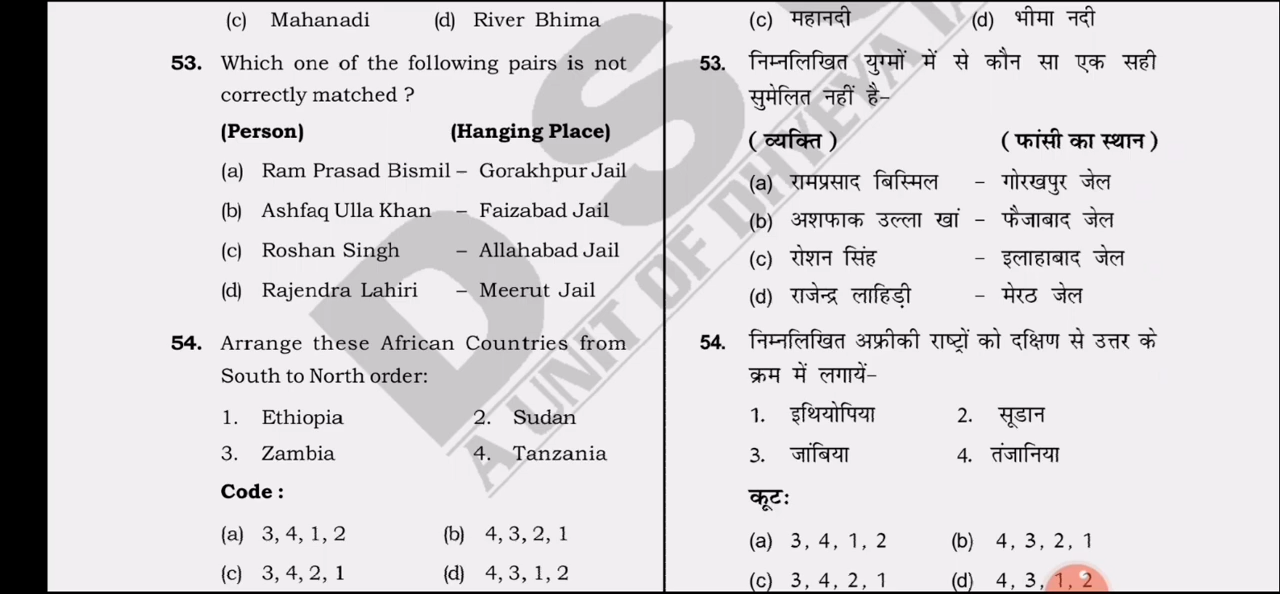 (c) Mahanadi (d) River Bhima
53. Which one of the following pairs is not
correctly matched ?
(Person) (Hanging Place)
(a) Ram Prasad Bismil – Gorakhpur Jail
(b) Ashfaq Ulla Khan – Faizabad Jail
(c) Roshan Singh – Allahabad Jail
(d) Rajendra Lahiri – Meerut Jail
54. Arrange these African Countries from
South to North order:
1. Ethiopia 2. Sudan
3. Zambia 4. Tanzania
Code :
(a) 3, 4, 1, 2 (b) 4, 3, 2, 1
(c) 3, 4, 2, 1 (d) 4, 3, 1, 2
(c) महानदी (d) भीमा नदी
53. निम्नलिखित युग्मों में से कौन सा एक सही
सुमेलित नहीं है–
( व्यक्ति ) ( फांसी का स्थान )
(a) रामप्रसाद बिस्मिल – गोरखपुर जेल
(b) अशफाक उल्ला खां – फैजाबाद जेल
(c) रोशन सिंह – इलाहाबाद जेल
(d) राजेन्द्र लाहिड़ी – मेरठ जेल
54. निम्नलिखित अफ्रीकी राष्ट्रों को दक्षिण से उत्तर के
क्रम में लगायें–
1. इथियोपिया 2. सूडान
3. जांबिया 4. तंजानिया
कूटः
(a) 3, 4, 1, 2 (b) 4, 3, 2, 1
(c) 3, 4, 2, 1 (d) 4, 3, 1, 2
A UNIT OF DHYEYA IA